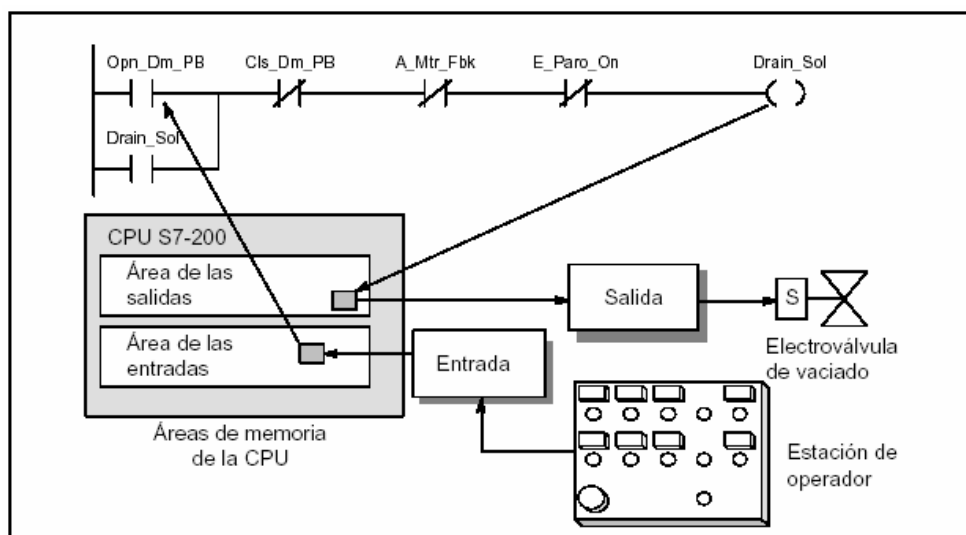 Opn_Dm_PB Cls_Dm_PB A_Mtr_Fbk E_Paro_On Drain_Sol
Drain_Sol
CPU S7-200
Área de las
salidas
Área de las
entradas
Áreas de memoria
de la CPU
Salida
S
Electroválvula
de vaciado
Entrada
Estación de
operador